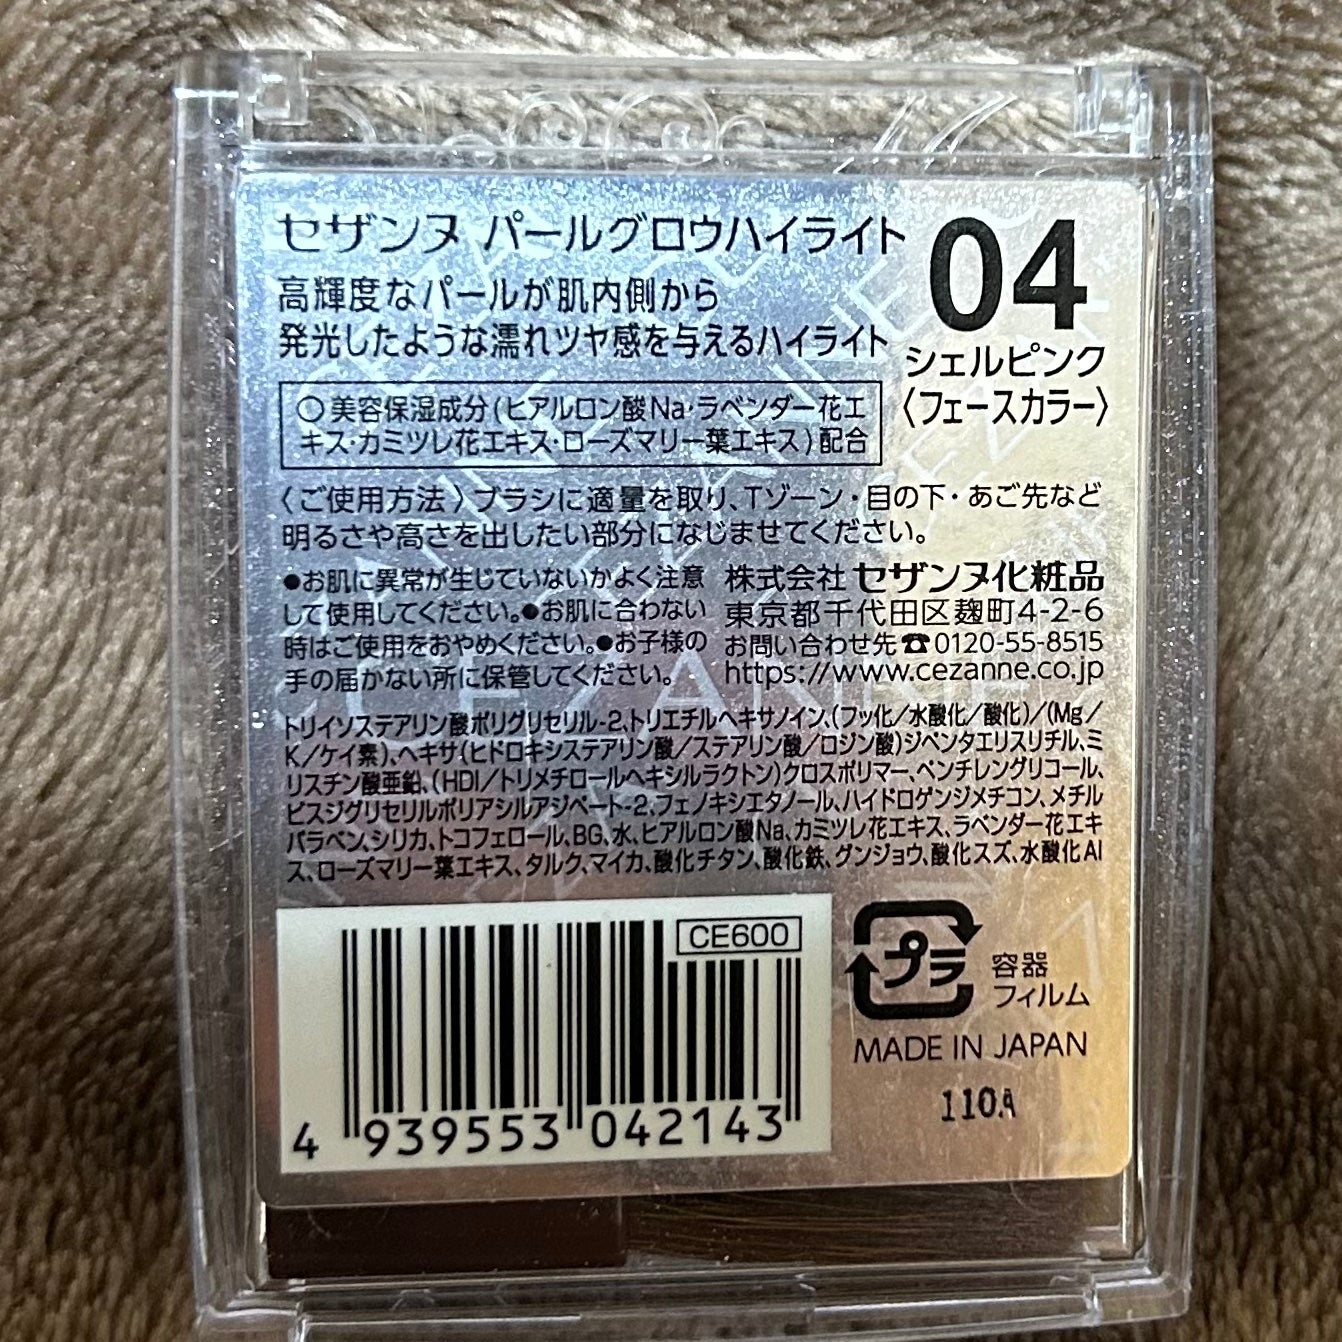 セザンヌ パールグロウハイライト
高輝度なパールが肌内側から
発光したような濡れツヤ感を与えるハイライト
04
シェルピンク
〈フェースカラー〉
○美容保湿成分(ヒアルロン酸Na・ラベンダー花エ
キス・カミツレ花エキス・ローズマリー葉エキス)配合
〈ご使用方法〉ブラシに適量を取り、Tゾーン・目の下・あご先など
明るさや高さを出したい部分になじませてください。
●お肌に異常が生じていないかよく注意
して使用してください。●お肌に合わない
時はご使用をおやめください。●お子様の
手の届かない所に保管してください。
株式会社 セザンヌ化粧品
東京都千代田区麹町4-2-6
お問い合わせ先☎0120-55-8515
https://www.cezanne.co.jp
トリイソステアリン酸ポリグリセリル-2、トリエチルヘキサノイン、(フッ化/水酸化/酸化)/(Mg/
K/ケイ素)、ヘキサ(ヒドロキシステアリン酸/ステアリン酸/ロジン酸)ジペンタエリスリチル、ミ
リスチン酸亜鉛、(HDI/トリメチロールヘキシルラクトン)クロスポリマー、ペンチレングリコール、
ビスジグリセリルポリアシルアジペート-2、フェノキシエタノール、ハイドロゲンジメチコン、メチル
パラベン、シリカ、トコフェロール、BG、水、ヒアルロン酸Na、カミツレ花エキス、ラベンダー花エキ
ス、ローズマリー葉エキス、タルク、マイカ、酸化チタン、酸化鉄、グンジョウ、酸化スズ、水酸化Al
CE600
4 939553 042143
プラ
容器
フィルム
MADE IN JAPAN
110A